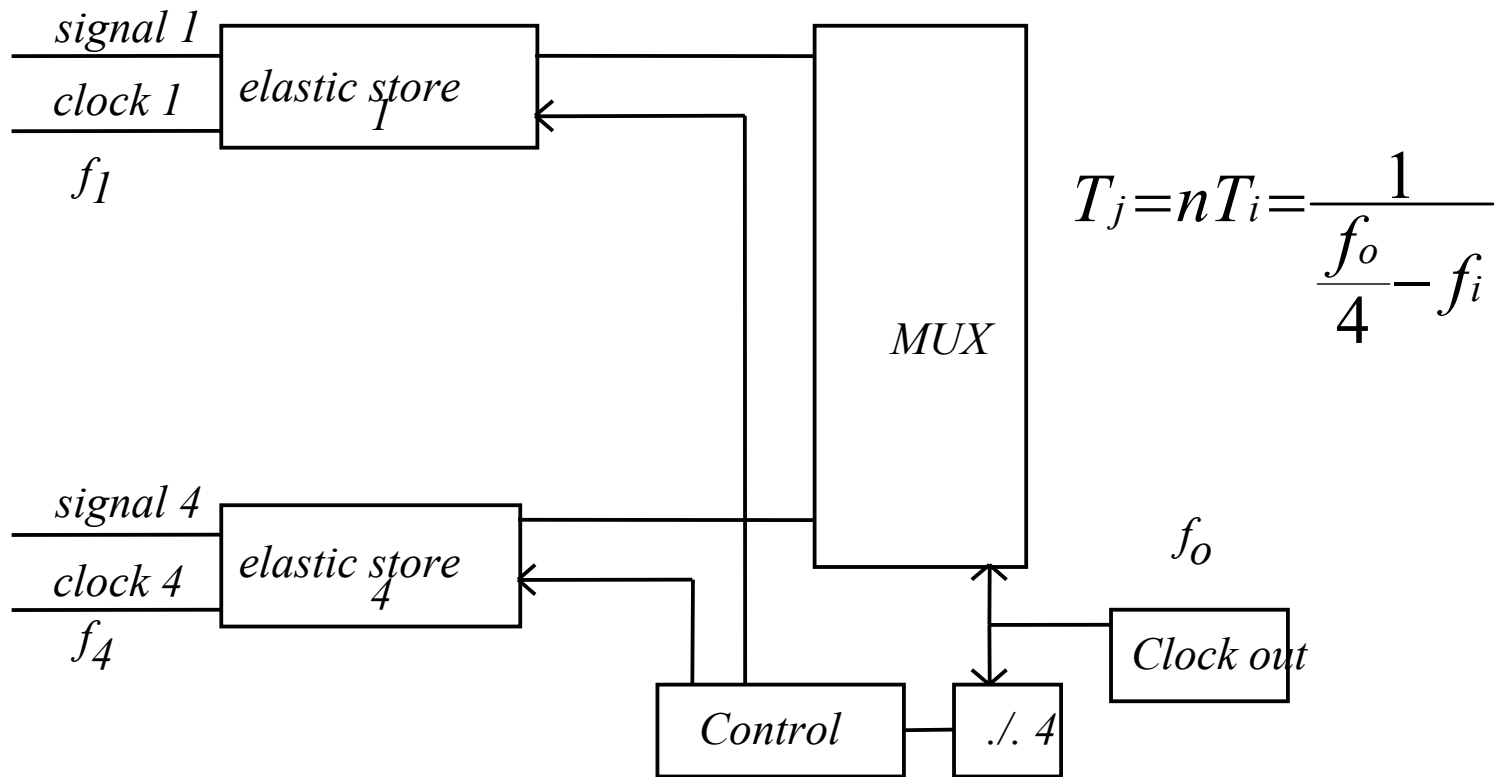 signal 1
clock 1
f1
elastic store
1
MUX
Tj=nTi=1/(fo/4−fi)
signal 4
clock 4
f4
elastic store
4
fo
Clock out
Control
./. 4